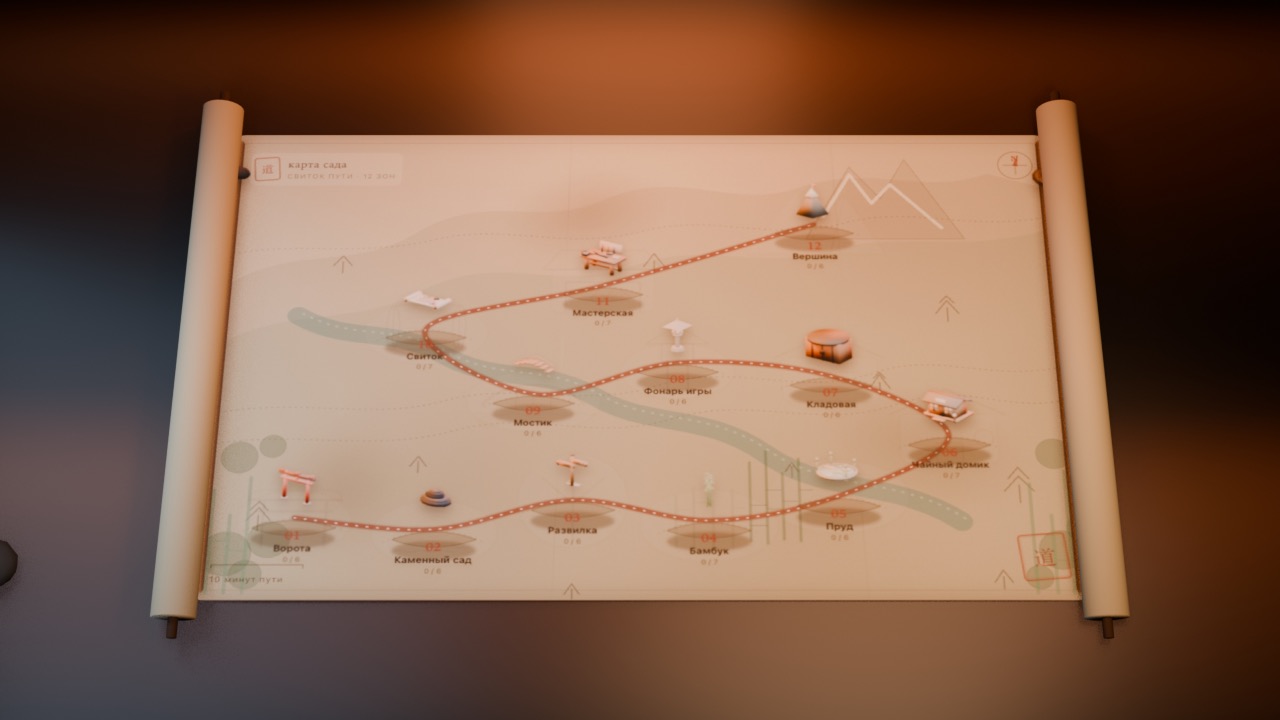 道
карта сада
СВИТОК ПУТИ · 12 ЗОН
12
Вершина
0/6
11
Мастерская
0/7
Свиток
0/7
08
Фонарь игры
0/6
07
Кладовая
0/6
09
Мостик
0/6
06
Чайный домик
0/7
01
Ворота
0/6
02
Каменный сад
0/6
03
Развилка
0/6
04
Бамбук
0/7
05
Пруд
0/6
10 минут пути
道